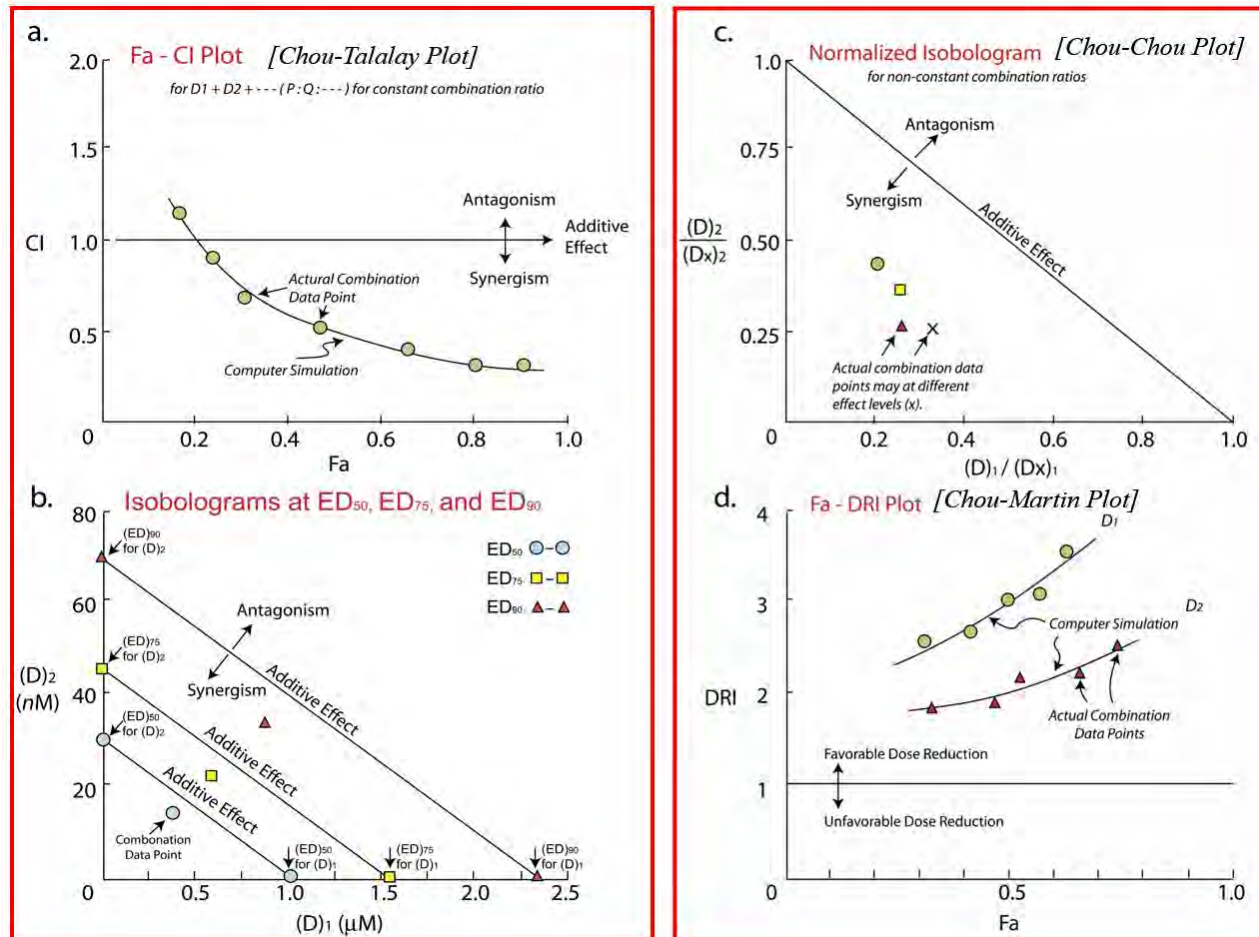 a.
Fa - CI Plot [Chou-Talalay Plot]
for D1 + D2 + --- ( P : Q : --- ) for constant combination ratio
2.0
1.5
1.0
0.5
0
CI
Antagonism
Additive
Effect
Synergism
Actural Combination
Data Point
Computer Simulation
0.2
0.4
0.6
0.8
1.0
Fa
b.
Isobolograms at ED50, ED75, and ED90
80
60
40
20
0
(D)2
(nM)
(ED)90
for (D)2
ED50
ED75
ED90
Antagonism
Synergism
Additive Effect
(ED)75
for (D)2
Additive Effect
(ED)50
for (D)2
Additive Effect
Combonation
Data Point
(ED)50
for (D)1
(ED)75
for (D)1
(ED)90
for (D)1
0.5
1.0
1.5
2.0
2.5
(D)1 (μM)
c.
Normalized Isobologram [Chou-Chou Plot]
for non-constant combination ratios
1.0
0.75
0.50
0.25
0
(D)2
(Dx)2
Antagonism
Synergism
Additive Effect
Actual combination data
points may at different
effect levels (x).
0.2
0.4
0.6
0.8
1.0
(D)1 / (Dx)1
d.
Fa - DRI Plot [Chou-Martin Plot]
4
3
2
1
0
DRI
D1
D2
Computer Simulation
Actual Combination
Data Points
Favorable Dose Reduction
Unfavorable Dose Reduction
0.5
1.0
Fa